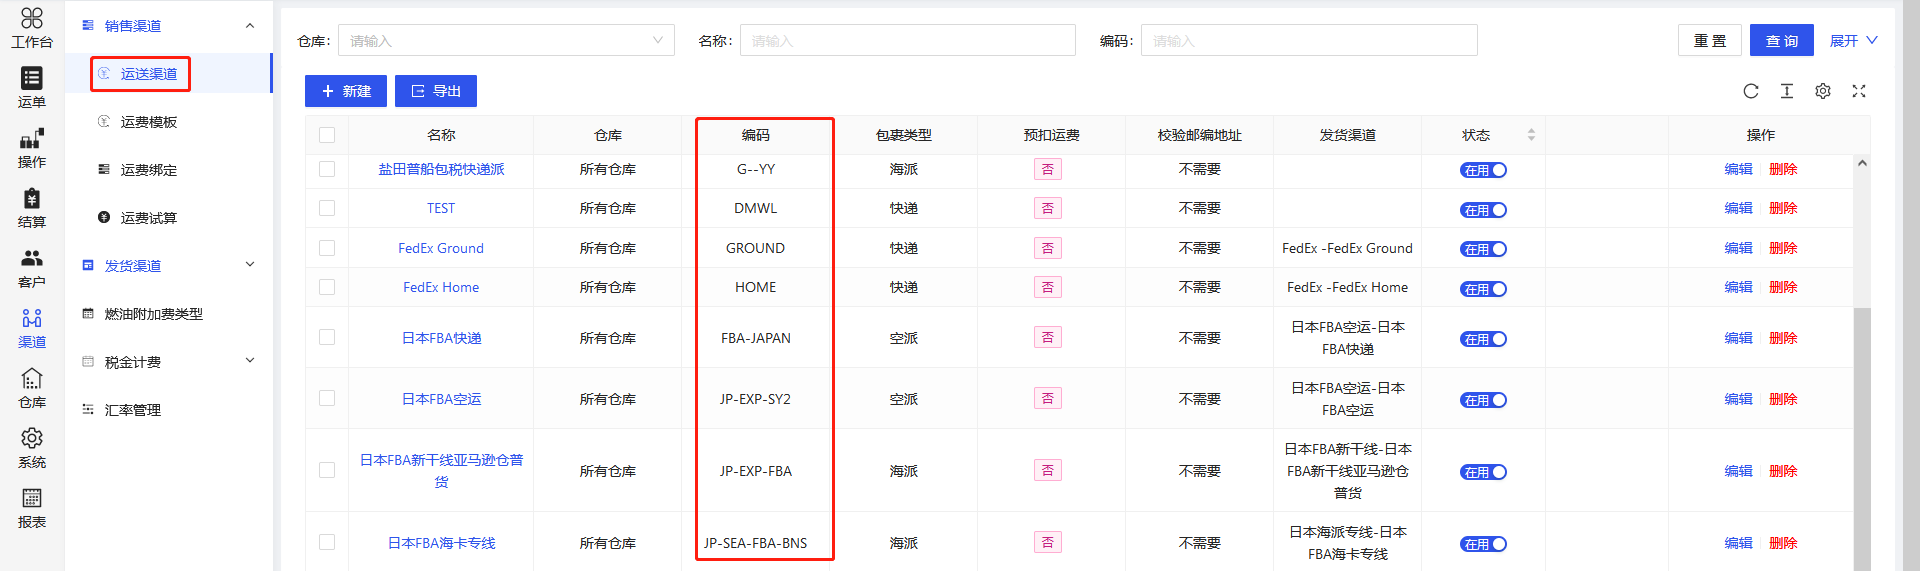 工作台
运单
操作
结算
客户
渠道
仓库
系统
报表
销售渠道
运送渠道
运费模板
运费绑定
运费试算
发货渠道
燃油附加费类型
税金计费
汇率管理
仓库: 请输入 名称: 请输入 编码: 请输入 重 置 查 询 展开
+ 新建 导出
名称 仓库 编码 包裹类型 预扣运费 校验邮编地址 发货渠道 状态 操作
盐田普船包税快递派 所有仓库 G--YY 海派 否 不需要 在用 编辑 删除
TEST 所有仓库 DMWL 快递 否 不需要 在用 编辑 删除
FedEx Ground 所有仓库 GROUND 快递 否 不需要 FedEx -FedEx Ground 在用 编辑 删除
FedEx Home 所有仓库 HOME 快递 否 不需要 FedEx -FedEx Home 在用 编辑 删除
日本FBA快递 所有仓库 FBA-JAPAN 空派 否 不需要 日本FBA空运-日本
FBA快递 在用 编辑 删除
日本FBA空运 所有仓库 JP-EXP-SY2 空派 否 不需要 日本FBA空运-日本
FBA空运 在用 编辑 删除
日本FBA新干线亚马逊仓普
货 所有仓库 JP-EXP-FBA 海派 否 不需要 日本FBA新干线-日本
FBA新干线亚马逊仓
普货 在用 编辑 删除
日本FBA海卡专线 所有仓库 JP-SEA-FBA-BNS 海派 否 不需要 日本海派专线-日本
FBA海卡专线 在用 编辑 删除